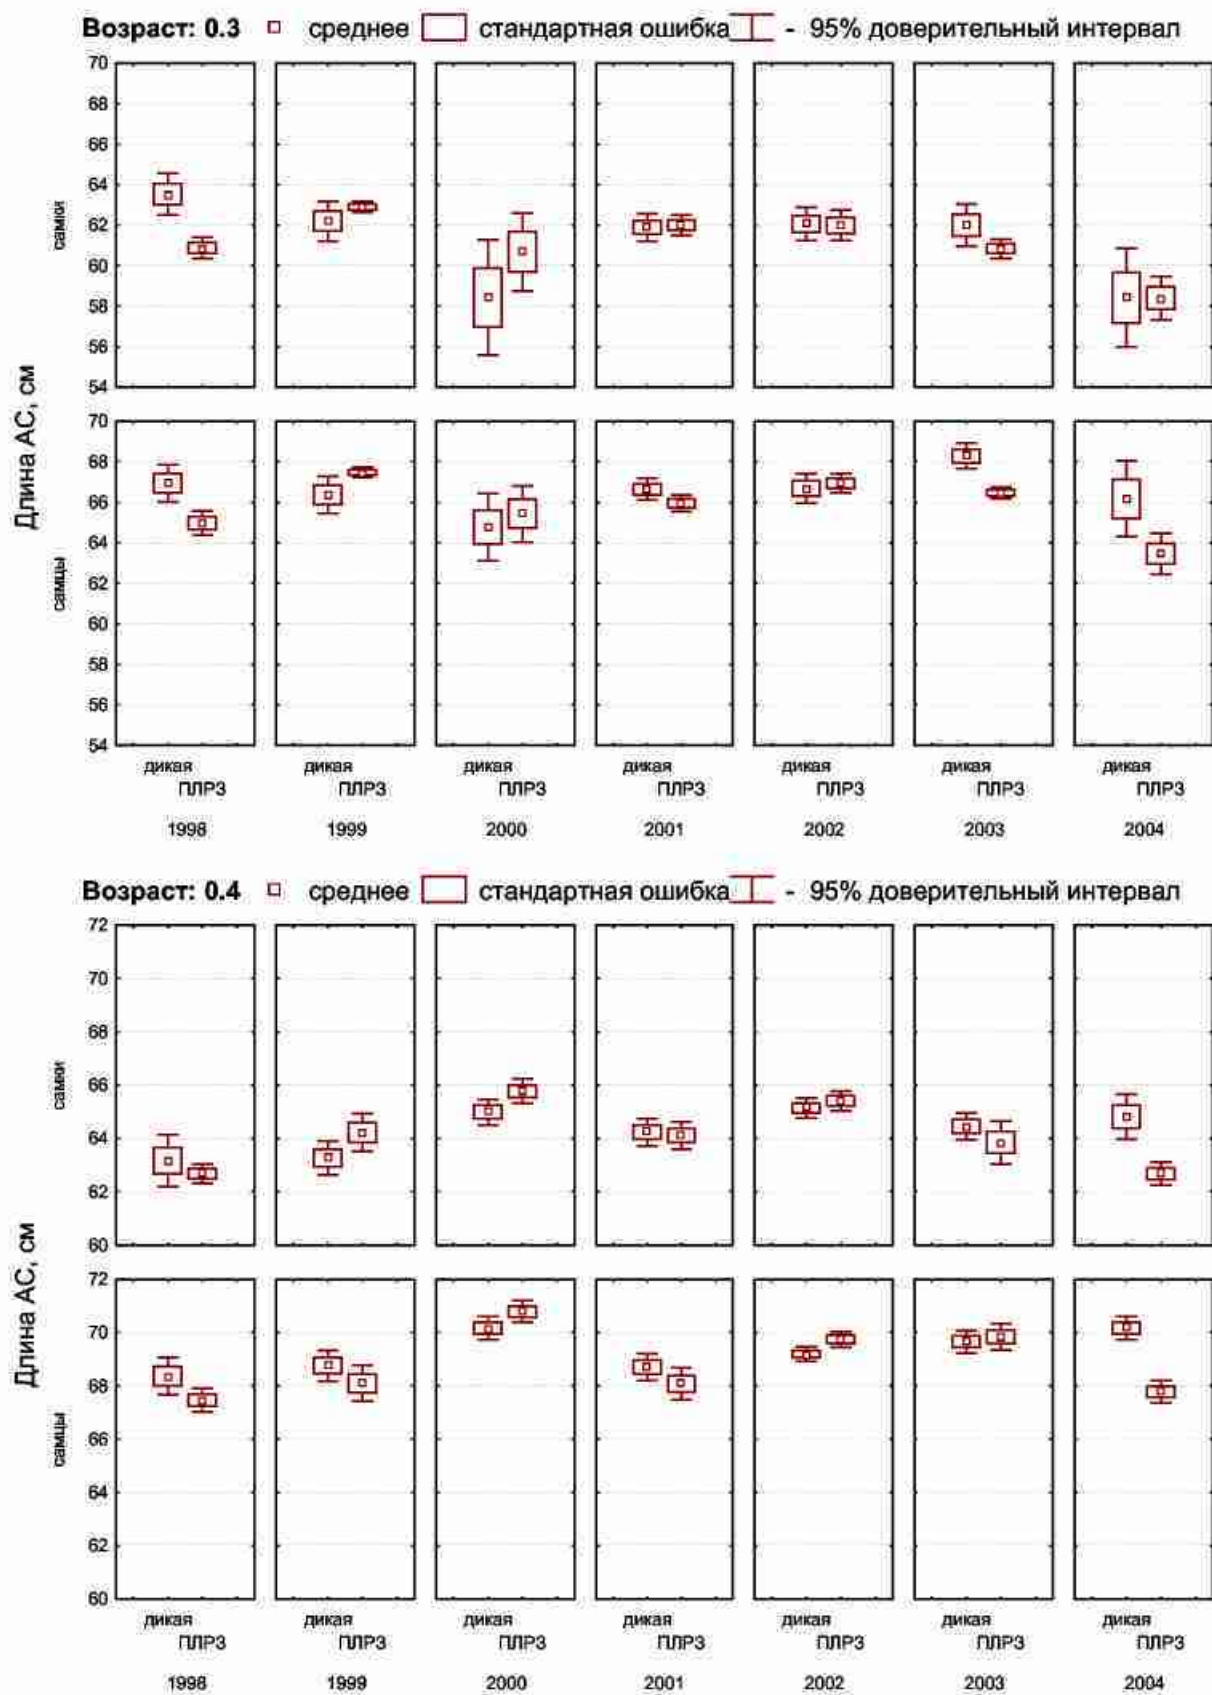 Возраст: 0.3 среднее стандартная ошибка - 95% доверительный интервал
70
68
66
64
62
60
58
56
54
самки
Длина АС, см
70
68
66
64
62
60
58
56
54
самцы
дикая дикая дикая дикая дикая дикая дикая
ПЛРЗ ПЛРЗ ПЛРЗ ПЛРЗ ПЛРЗ ПЛРЗ ПЛРЗ
1998 1999 2000 2001 2002 2003 2004
Возраст: 0.4 среднее стандартная ошибка - 95% доверительный интервал
72
70
68
66
64
62
60
самки
Длина АС, см
72
70
68
66
64
62
60
самцы
дикая дикая дикая дикая дикая дикая дикая
ПЛРЗ ПЛРЗ ПЛРЗ ПЛРЗ ПЛРЗ ПЛРЗ ПЛРЗ
1998 1999 2000 2001 2002 2003 2004